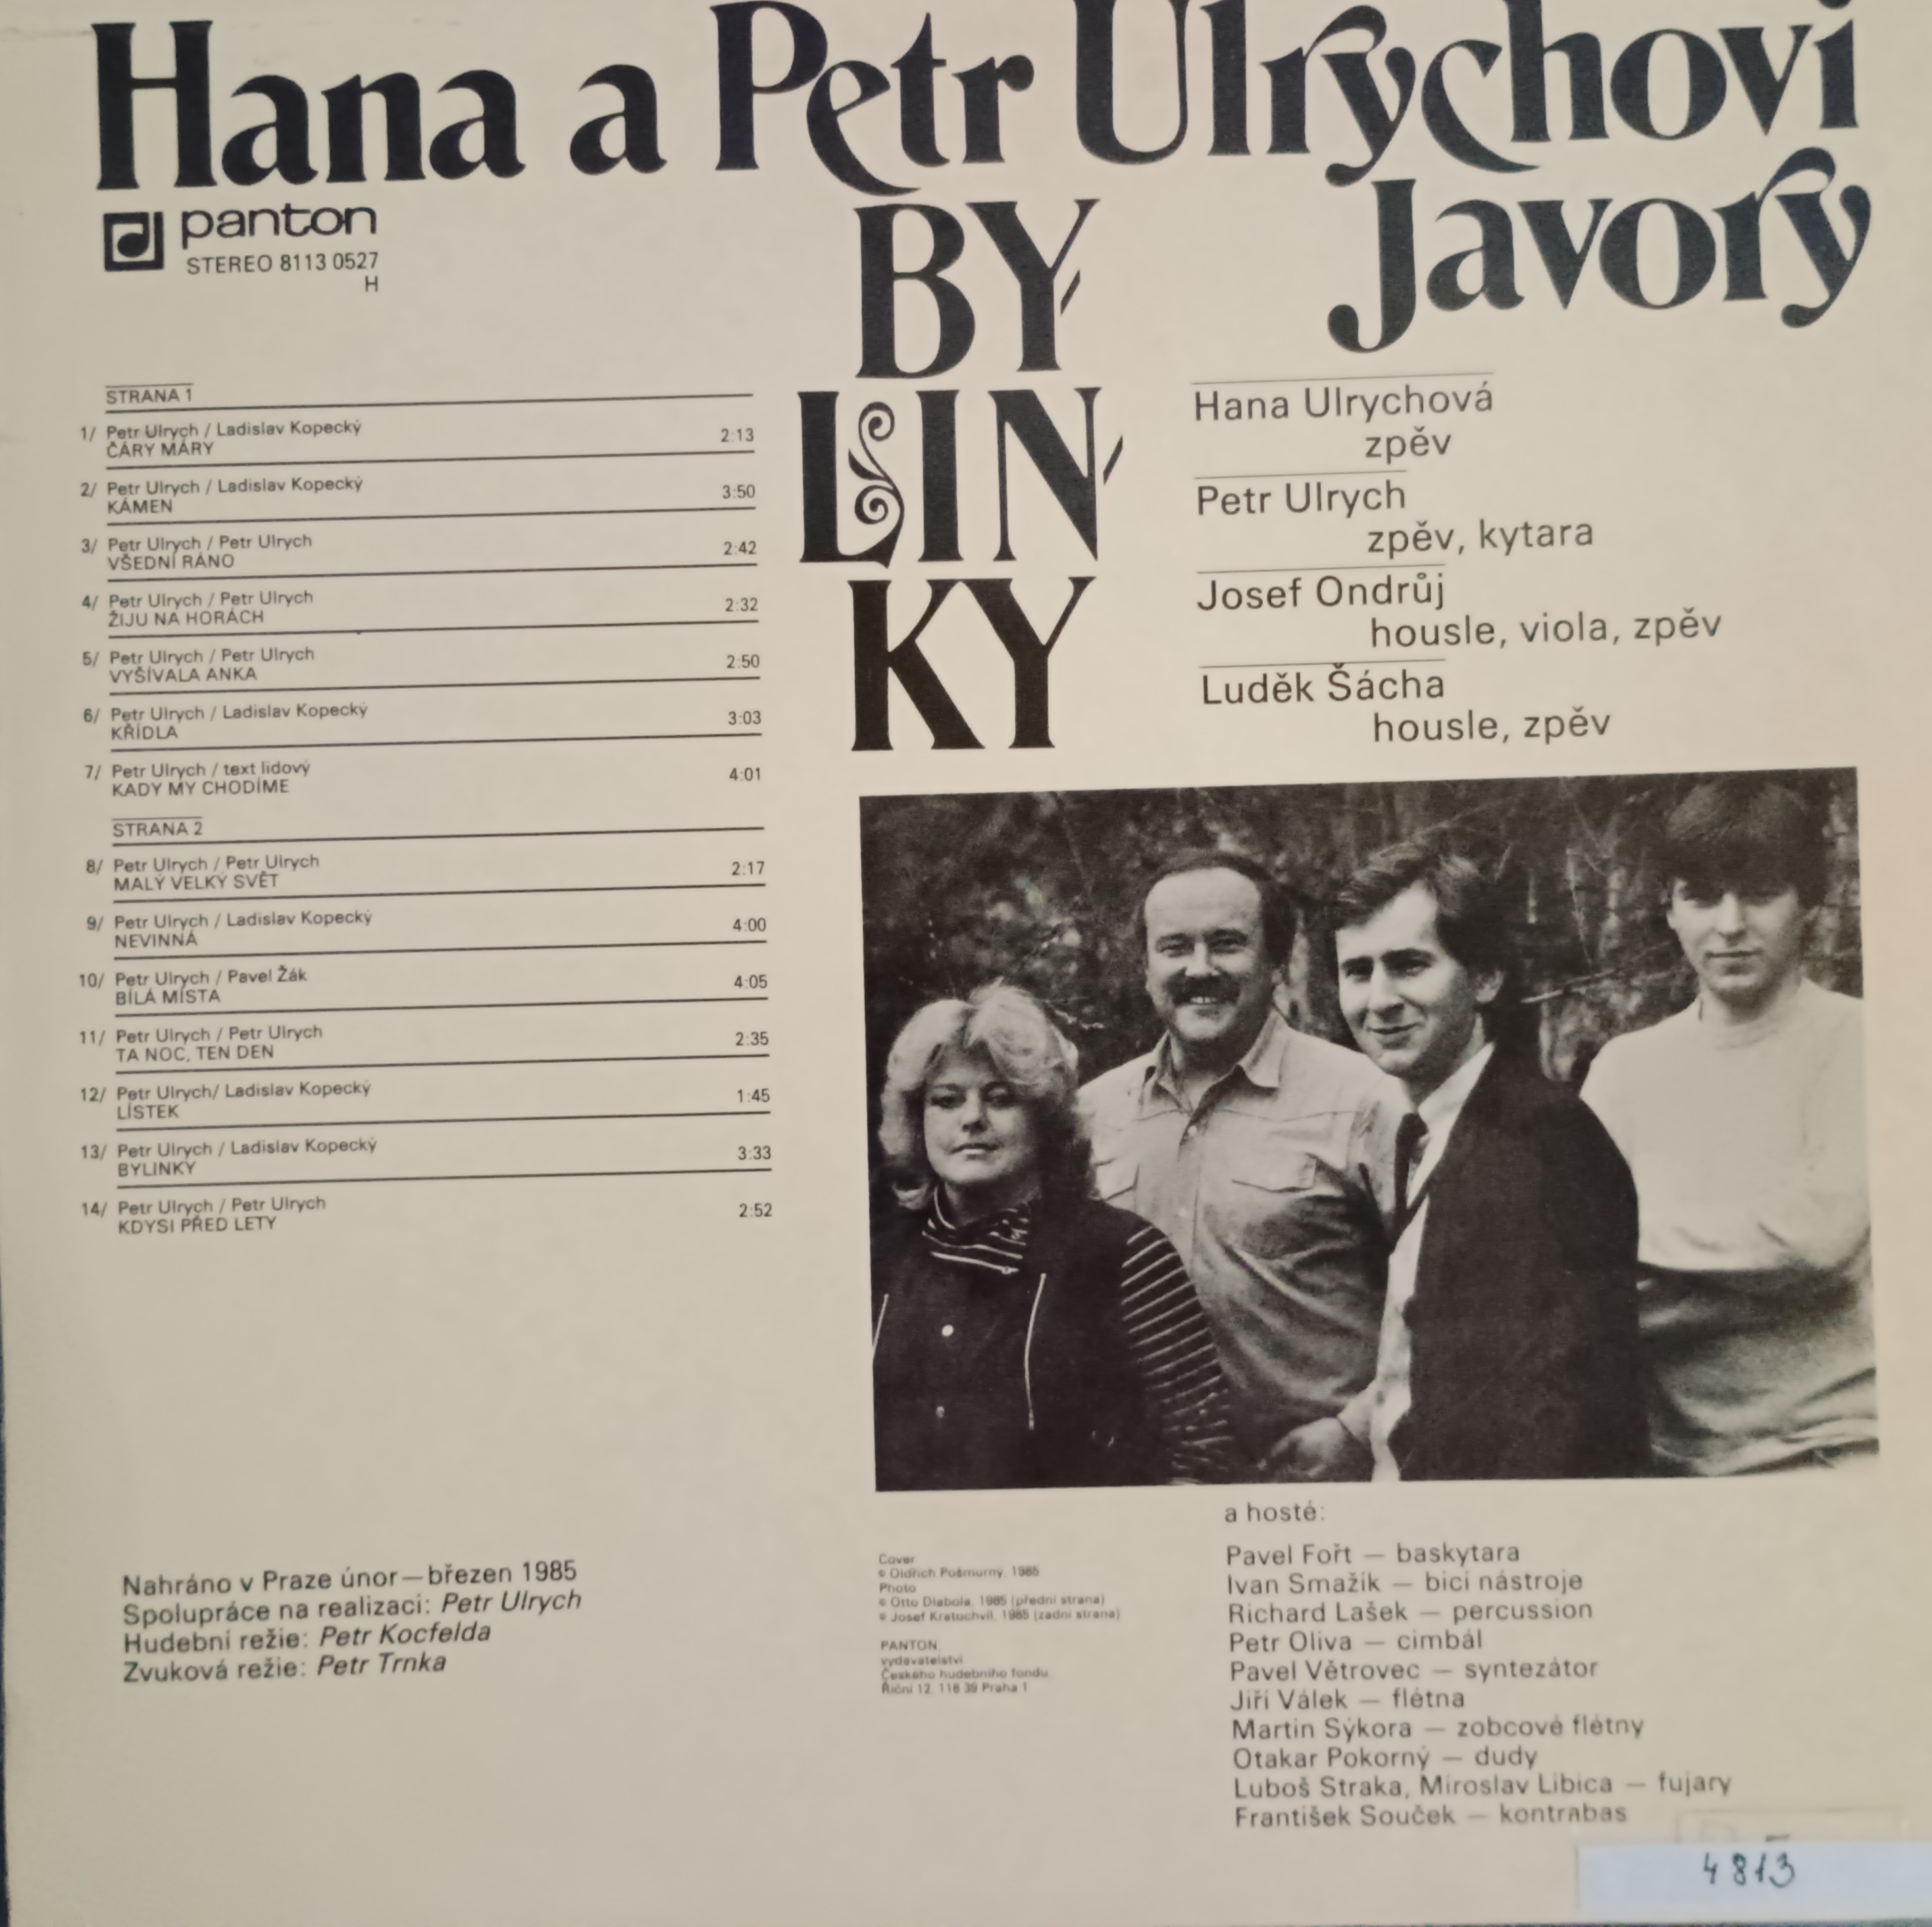 Hana a Petr Ulrychovi
Javory
BY
LIN
KY
panton
STEREO 8113 0527
H
STRANA 1
1/ Petr Ulrych / Ladislav Kopecký
ČÁRY MÁRY 2:13
2/ Petr Ulrych / Ladislav Kopecký
KÁMEN 3:50
3/ Petr Ulrych / Petr Ulrych
VŠEDNÍ RÁNO 2:42
4/ Petr Ulrych / Petr Ulrych
ŽIJU NA HORÁCH 2:32
5/ Petr Ulrych / Petr Ulrych
VYŠÍVALA ANKA 2:50
6/ Petr Ulrych / Ladislav Kopecký
KŘÍDLA 3:03
7/ Petr Ulrych / text lidový
KADY MY CHODÍME 4:01
STRANA 2
8/ Petr Ulrych / Petr Ulrych
MALÝ VELKÝ SVĚT 2:17
9/ Petr Ulrych / Ladislav Kopecký
NEVINNÁ 4:00
10/ Petr Ulrych / Pavel Žák
BÍLÁ MÍSTA 4:05
11/ Petr Ulrych / Petr Ulrych
TA NOC, TEN DEN 2:35
12/ Petr Ulrych/ Ladislav Kopecký
LÍSTEK 1:45
13/ Petr Ulrych / Ladislav Kopecký
BYLINKY 3:33
14/ Petr Ulrych / Petr Ulrych
KDYSI PŘED LETY 2:52
Hana Ulrychová
zpěv
Petr Ulrych
zpěv, kytara
Josef Ondrůj
housle, viola, zpěv
Luděk Šácha
housle, zpěv
Nahráno v Praze únor—březen 1985
Spolupráce na realizaci: Petr Ulrych
Hudební režie: Petr Kocfelda
Zvuková režie: Petr Trnka
Cover
© Oldřich Pošmurný, 1985
Photo
© Otto Dlabola, 1985 (přední strana)
© Josef Kratochvíl, 1985 (zadní strana)
PANTON,
vydavatelství
Českého hudebního fondu,
Říční 12, 118 39 Praha 1
a hosté:
Pavel Fořt — baskytara
Ivan Smažík — bicí nástroje
Richard Lašek — percussion
Petr Oliva — cimbál
Pavel Větrovec — syntezátor
Jiří Válek — flétna
Martin Sýkora — zobcové flétny
Otakar Pokorný — dudy
Luboš Straka, Miroslav Libica — fujary
František Souček — kontrabas
4813